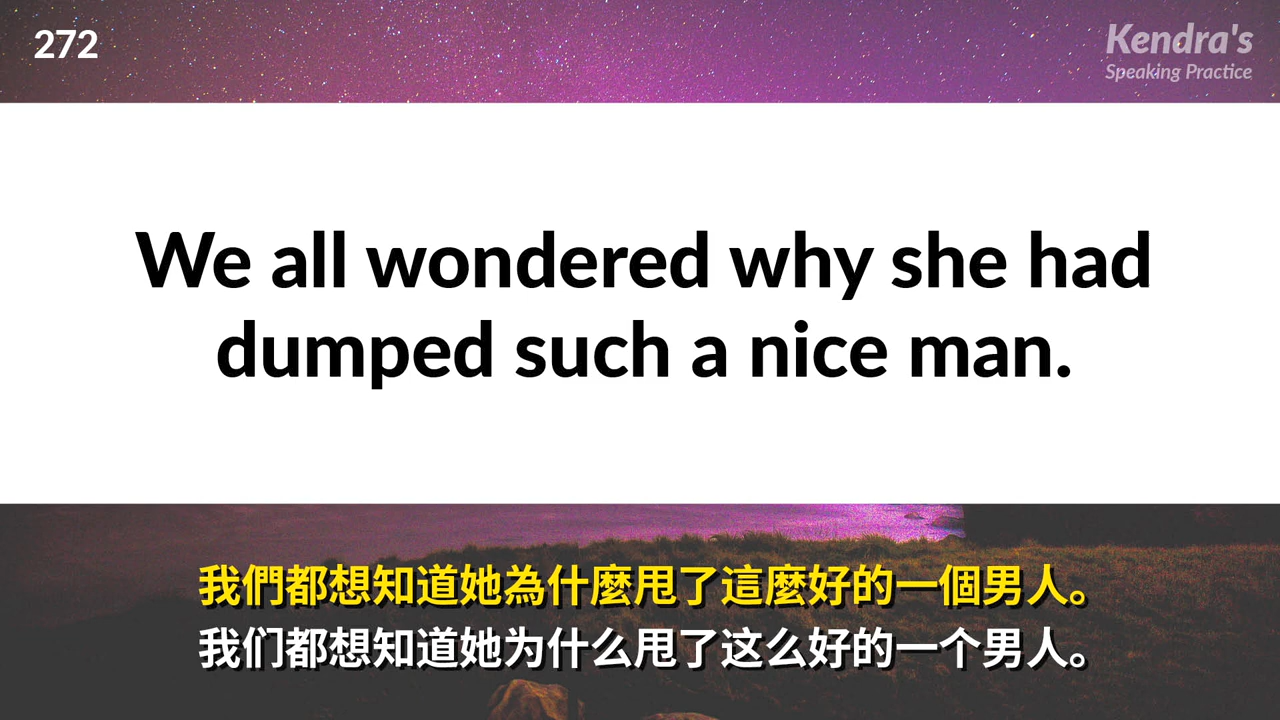 272
Kendra's
Speaking Practice
We all wondered why she had
dumped such a nice man.
我們都想知道她為什麼甩了這麼好的一個男人。
我们都想知道她为什么甩了这么好的一个男人。